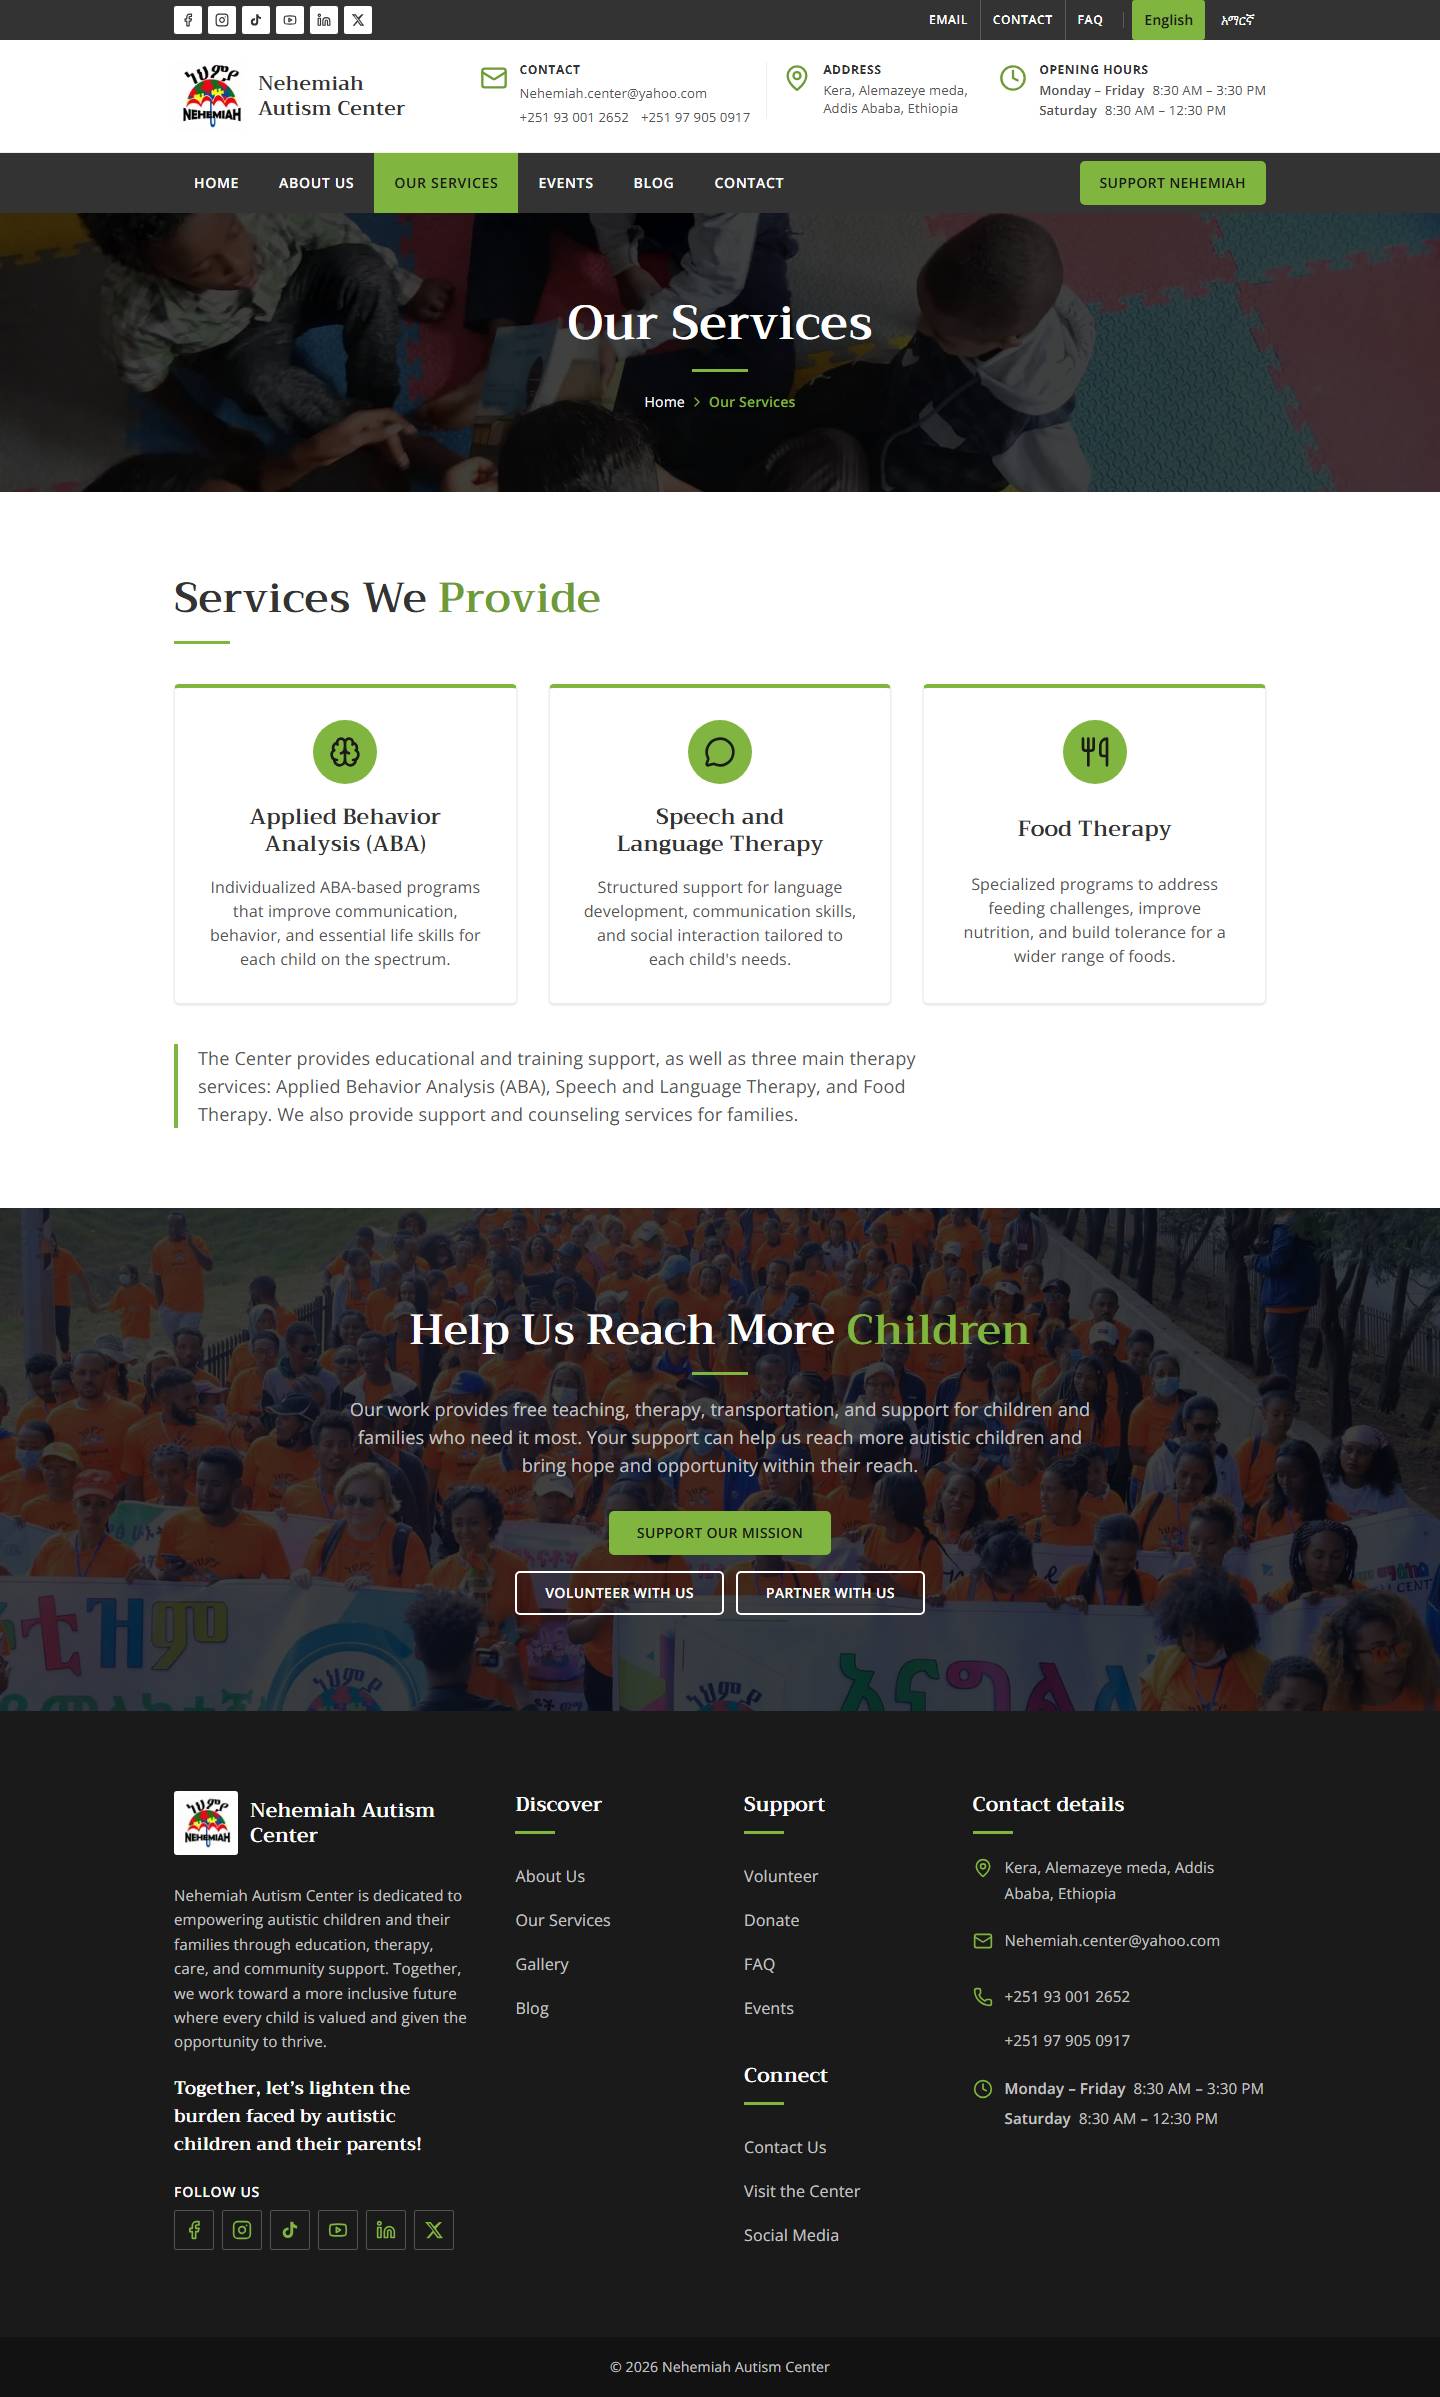 EMAIL
CONTACT
FAQ
English
አማርኛ
ነህምያ
NEHEMIAH
Nehemiah
Autism Center
CONTACT
Nehemiah.center@yahoo.com
+251 93 001 2652 +251 97 905 0917
ADDRESS
Kera, Alemazeye meda,
Addis Ababa, Ethiopia
OPENING HOURS
Monday – Friday 8:30 AM – 3:30 PM
Saturday 8:30 AM – 12:30 PM
HOME
ABOUT US
OUR SERVICES
EVENTS
BLOG
CONTACT
SUPPORT NEHEMIAH
Our Services
Home > Our Services
Services We Provide
Applied Behavior
Analysis (ABA)
Individualized ABA-based programs
that improve communication,
behavior, and essential life skills for
each child on the spectrum.
Speech and
Language Therapy
Structured support for language
development, communication skills,
and social interaction tailored to
each child's needs.
Food Therapy
Specialized programs to address
feeding challenges, improve
nutrition, and build tolerance for a
wider range of foods.
The Center provides educational and training support, as well as three main therapy
services: Applied Behavior Analysis (ABA), Speech and Language Therapy, and Food
Therapy. We also provide support and counseling services for families.
Help Us Reach More Children
Our work provides free teaching, therapy, transportation, and support for children and
families who need it most. Your support can help us reach more autistic children and
bring hope and opportunity within their reach.
SUPPORT OUR MISSION
VOLUNTEER WITH US
PARTNER WITH US
ነህምያ
ነህምያ
ነህምያ
NEHEMIAH
Nehemiah Autism
Center
Nehemiah Autism Center is dedicated to
empowering autistic children and their
families through education, therapy,
care, and community support. Together,
we work toward a more inclusive future
where every child is valued and given the
opportunity to thrive.
Together, let’s lighten the
burden faced by autistic
children and their parents!
FOLLOW US
Discover
About Us
Our Services
Gallery
Blog
Support
Volunteer
Donate
FAQ
Events
Connect
Contact Us
Visit the Center
Social Media
Contact details
Kera, Alemazeye meda, Addis
Ababa, Ethiopia
Nehemiah.center@yahoo.com
+251 93 001 2652
+251 97 905 0917
Monday – Friday 8:30 AM – 3:30 PM
Saturday 8:30 AM – 12:30 PM
© 2026 Nehemiah Autism Center